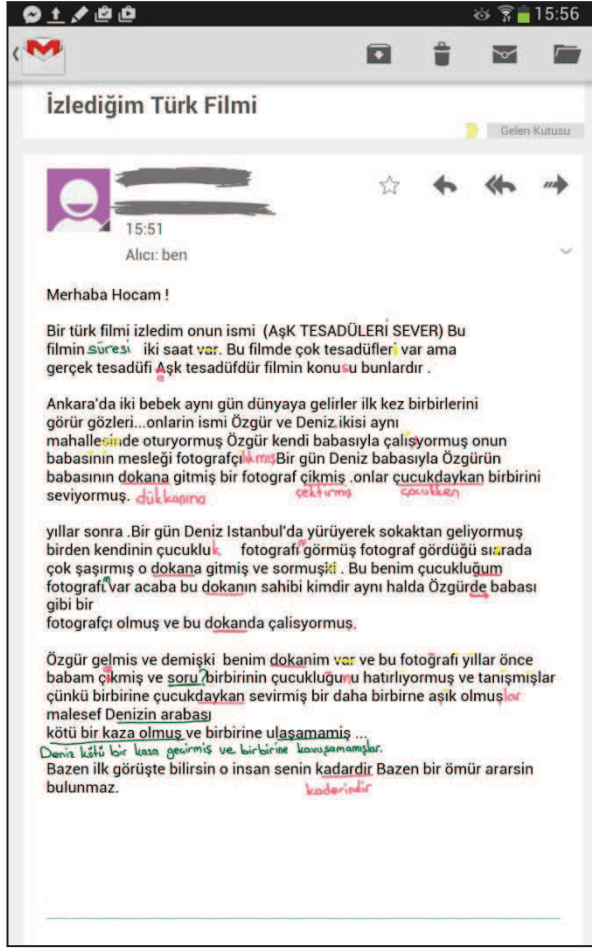 15:56
İzlediğim Türk Filmi
Gelen Kutusu
15:51
Alıcı: ben
Merhaba Hocam !
Bir türk filmi izledim onun ismi (AşK TESADÜLERİ SEVER) Bu
filmin süresi iki saat var. Bu filmde çok tesadüfleri var ama
gerçek tesadüfi Aşk tesadüfdür filmin konusu bunlardır .
a
Ankara'da iki bebek aynı gün dünyaya gelirler ilk kez birbirlerini
görür gözleri...onlarin ismi Özgür ve Deniz.ikisi aynı
mahallesinde oturyormuş Özgür kendi babasıyla çalişyormuş onun
babasının mesleği fotografçılıkmış Bir gün Deniz babasıyla Özgürün
babasının dokana gitmiş bir fotograf çikmiş .onlar çucukdaykan birbirini
seviyormuş. dükkanına çektirmiş çocukken
yıllar sonra .Bir gün Deniz Istanbul'da yürüyerek sokaktan geliyormuş
birden kendinin çucukluk fotografıni görmüş fotograf gördüğü sırada
çok şaşırmış o dokana gitmiş ve sormuş . Bu benim çucukluğum
fotografım var acaba bu dokanın sahibi kimdir aynı halda Özgürde babası
gibi bir
fotografçı olmuş ve bu dokanda çalisyormuş.
Özgür gelmis ve demişki benim dokanim var ve bu fotoğrafı yıllar önce
babam çikmiş ve soru?birbirinin çucukluğunu hatırlıyormuş ve tanişmişlar
çünkü birbirine çucukdaykan sevirmiş bir daha birbirne aşik olmuşlar
malesef Denizin arabası
kötü bir kaza olmuş ve birbirine ulaşamamiş ...
Deniz kötü bir kaza geçirmiş ve birbirine kavuşamamışlar.
Bazen ilk görüşte bilirsin o insan senin kadardir Bazen bir ömür ararsin
bulunmaz. kaderindir